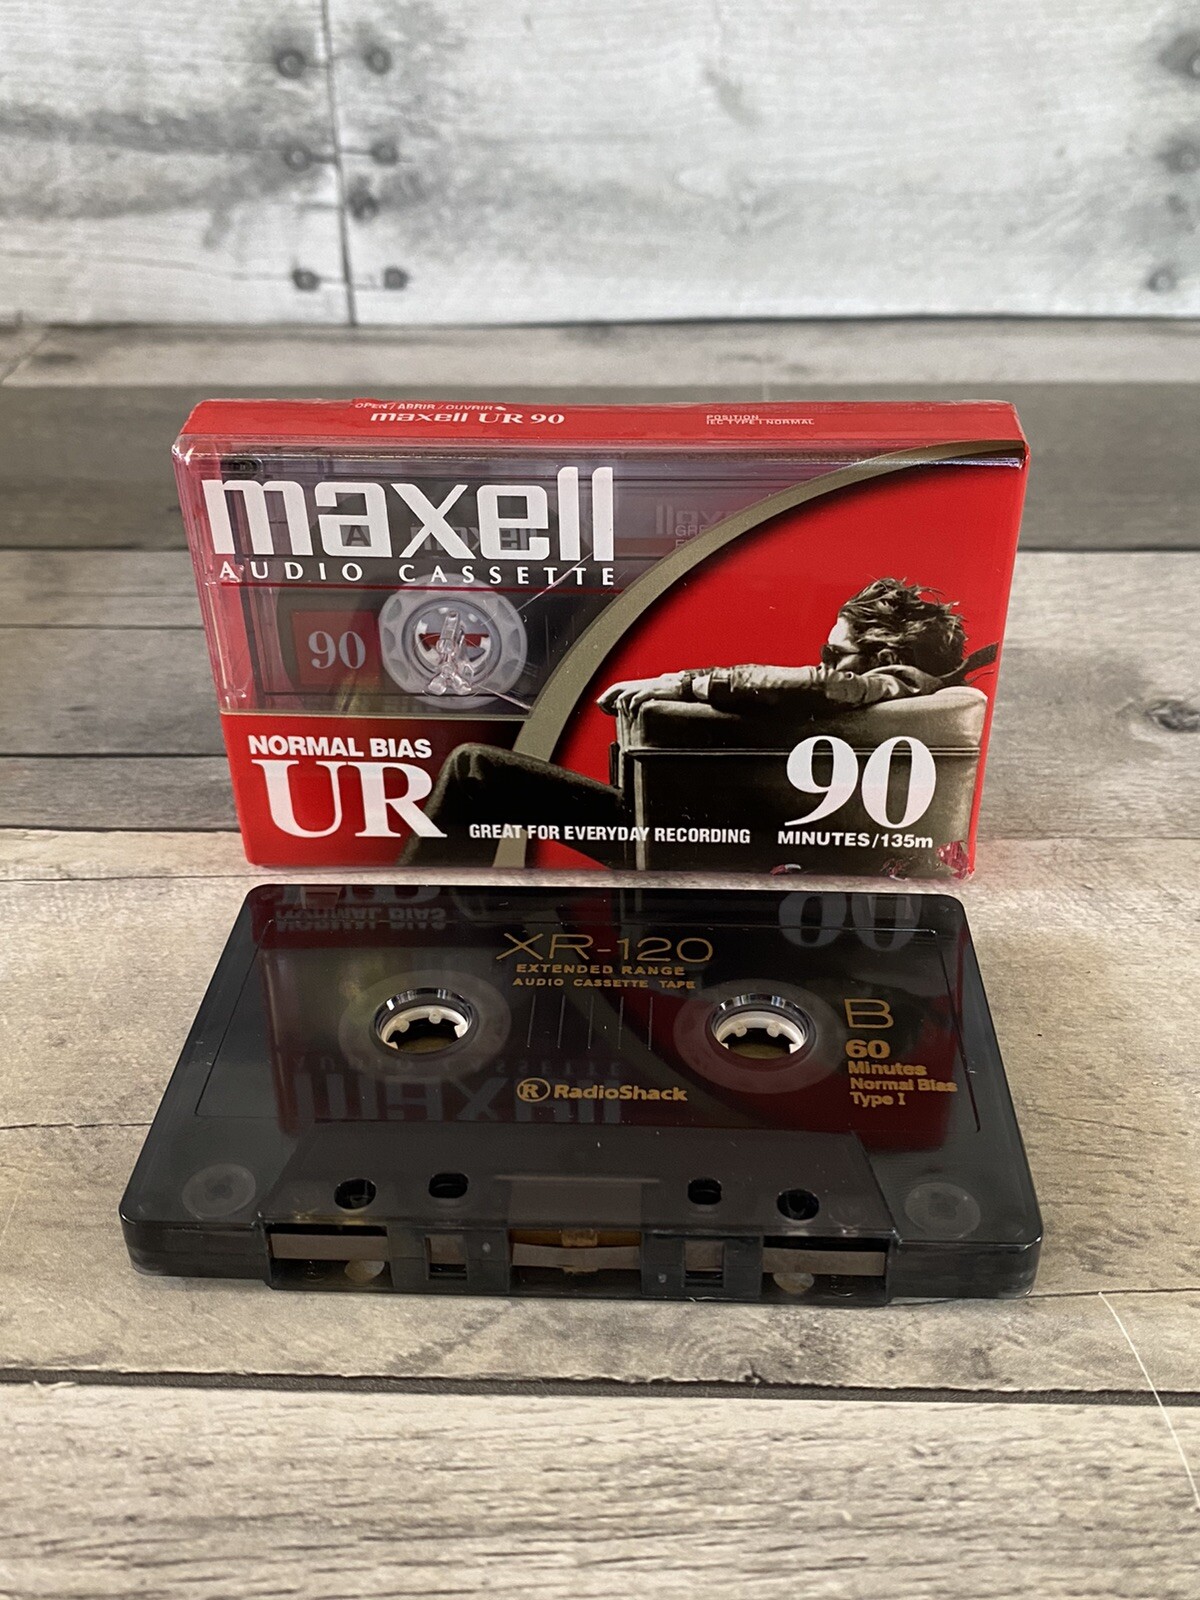 OPEN / ABRIR / OUVRIR
maxell UR 90
POSITION
IEC TYPE I NORMAL
maxell
AUDIO CASSETTE
90
NORMAL BIAS
UR
GREAT FOR EVERYDAY RECORDING
90
MINUTES/135m
XR-120
EXTENDED RANGE
AUDIO CASSETTE TAPE
B
60
Minutes
Normal Bias
Type I
R RadioShack